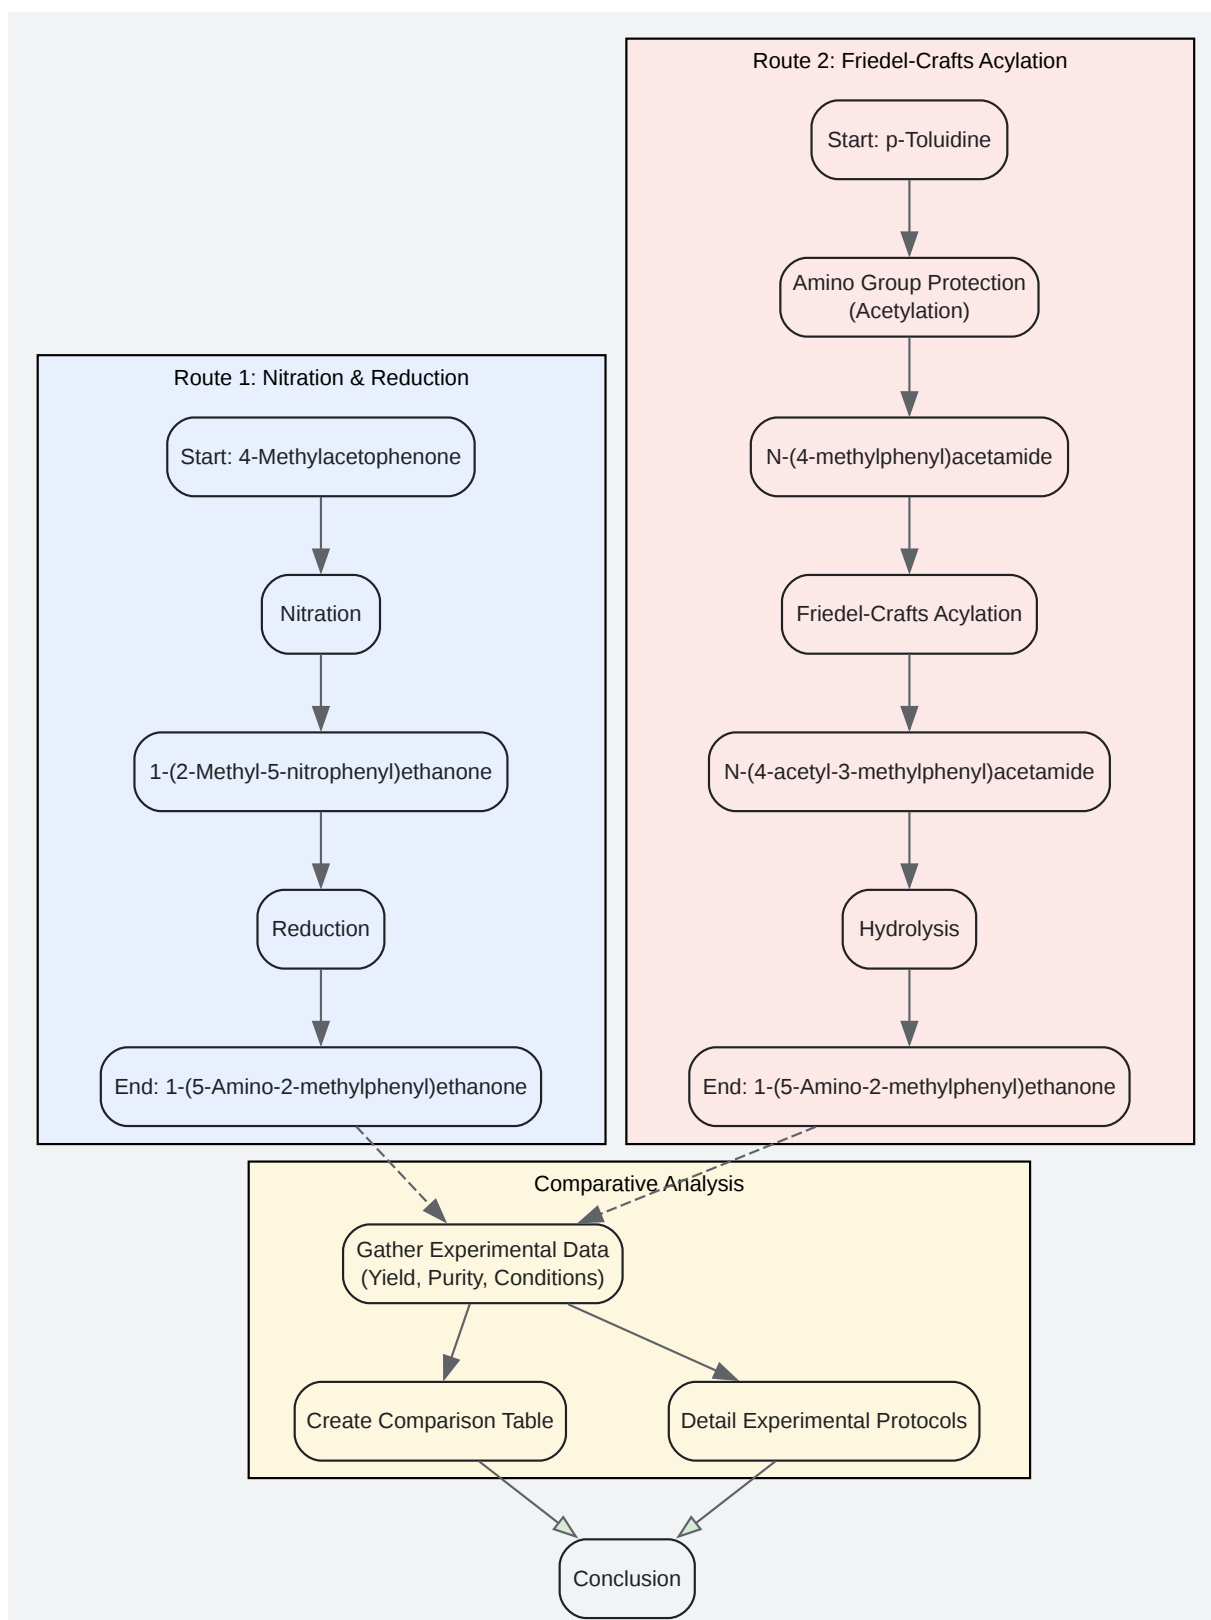 Route 2: Friedel-Crafts Acylation
Start: p-Toluidine
Amino Group Protection
(Acetylation)
N-(4-methylphenyl)acetamide
Friedel-Crafts Acylation
N-(4-acetyl-3-methylphenyl)acetamide
Hydrolysis
End: 1-(5-Amino-2-methylphenyl)ethanone
Route 1: Nitration & Reduction
Start: 4-Methylacetophenone
Nitration
1-(2-Methyl-5-nitrophenyl)ethanone
Reduction
End: 1-(5-Amino-2-methylphenyl)ethanone
Comparative Analysis
Gather Experimental Data
(Yield, Purity, Conditions)
Create Comparison Table
Detail Experimental Protocols
Conclusion